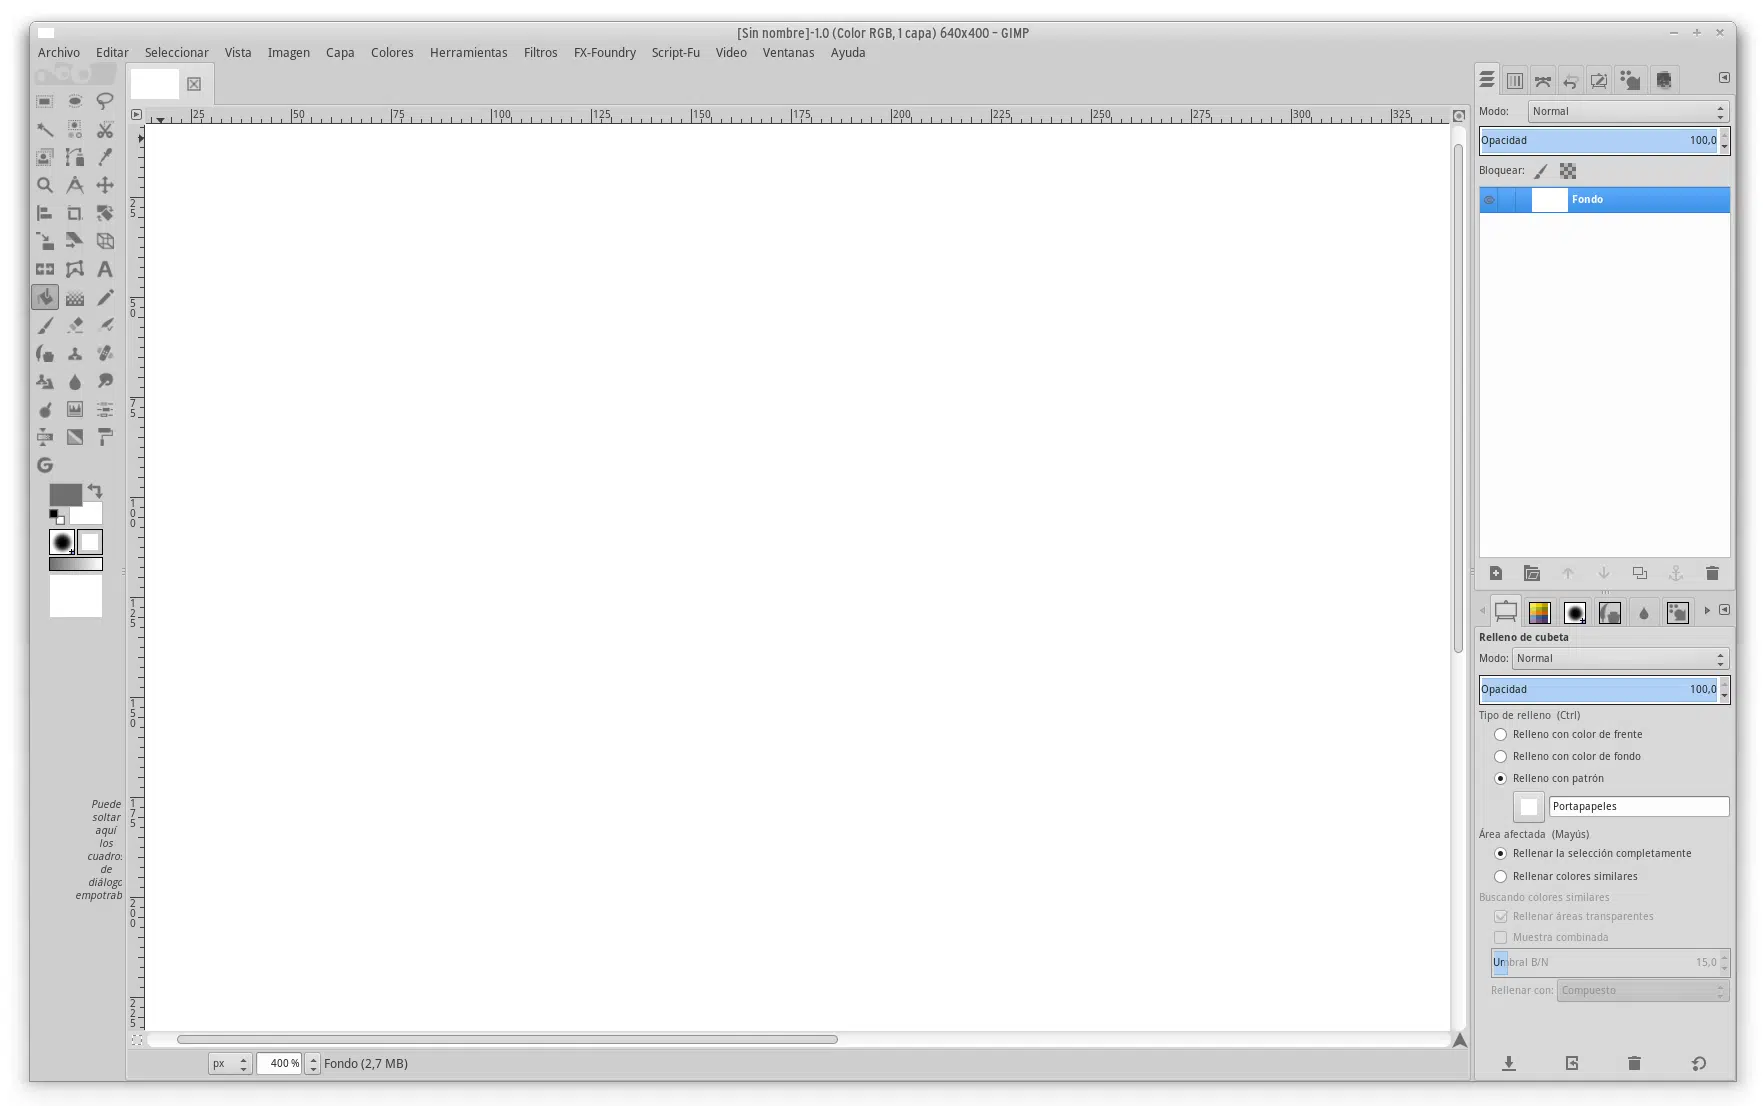 [Sin nombre]-1.0 (Color RGB, 1 capa) 640x400 – GIMP
Archivo Editar Seleccionar Vista Imagen Capa Colores Herramientas Filtros FX-Foundry Script-Fu Video Ventanas Ayuda
25 50 75 100 125 150 175 200 225 250 275 300 325
25
50
75
100
125
150
175
200
225
Puede
soltar
aquí
los
cuadros
de
diálogo
empotrab
px 400 % Fondo (2,7 MB)
Modo: Normal
Opacidad 100,0
Bloquear:
Fondo
Relleno de cubeta
Modo: Normal
Opacidad 100,0
Tipo de relleno (Ctrl)
Relleno con color de frente
Relleno con color de fondo
Relleno con patrón
Portapapeles
Área afectada (Mayús)
Rellenar la selección completamente
Rellenar colores similares
Buscando colores similares
Rellenar áreas transparentes
Muestra combinada
Umbral B/N 15,0
Rellenar con: Compuesto